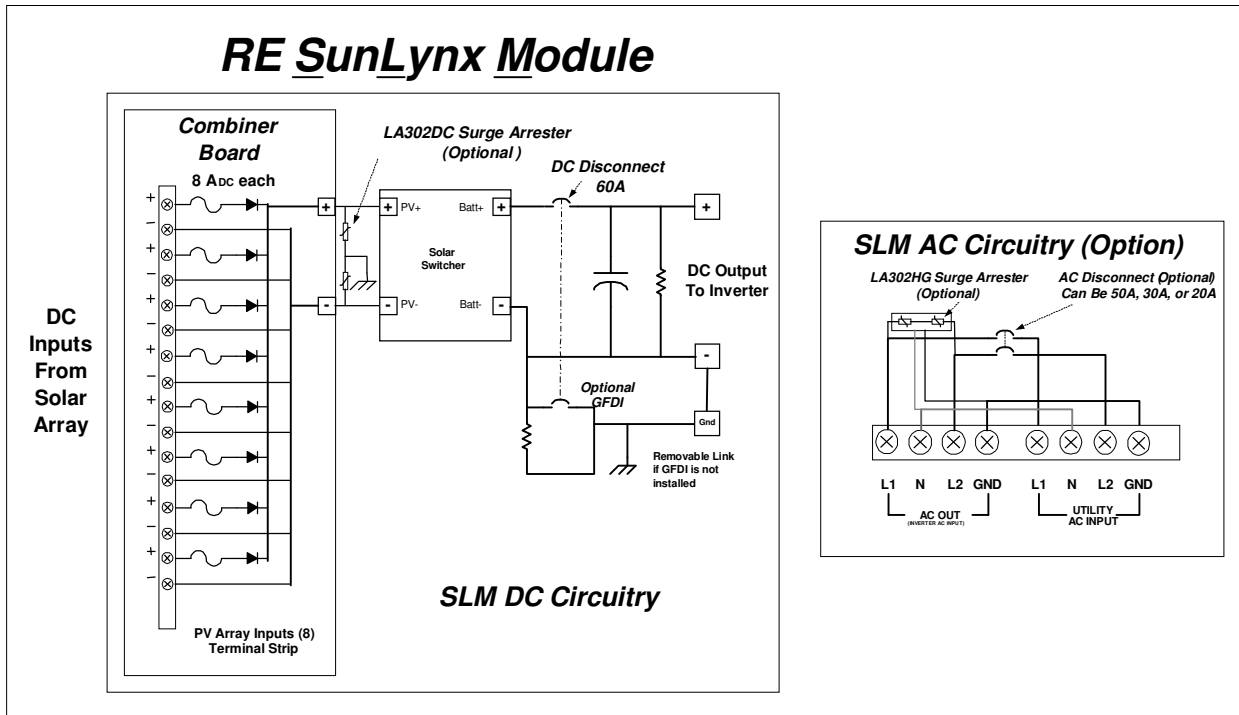 RE SunLynx Module
Combiner
Board
8 ADC each
LA302DC Surge Arrester
(Optional )
DC Disconnect
60A
DC
Inputs
From
Solar
Array
+
−
+
−
+
−
+
−
+
−
+
−
+
−
+
−
+
-
+
PV+
Batt+
+
Solar
Switcher
-
PV-
Batt-
-
+
DC Output
To Inverter
-
Optional
GFDI
Gnd
Removable Link
if GFDI is not
installed
SLM DC Circuitry
PV Array Inputs (8)
Terminal Strip
SLM AC Circuitry (Option)
LA302HG Surge Arrester
(Optional)
AC Disconnect (Optional)
Can Be 50A, 30A, or 20A
L1 N L2 GND L1 N L2 GND
AC OUT
(INVERTER AC INPUT)
UTILITY
AC INPUT